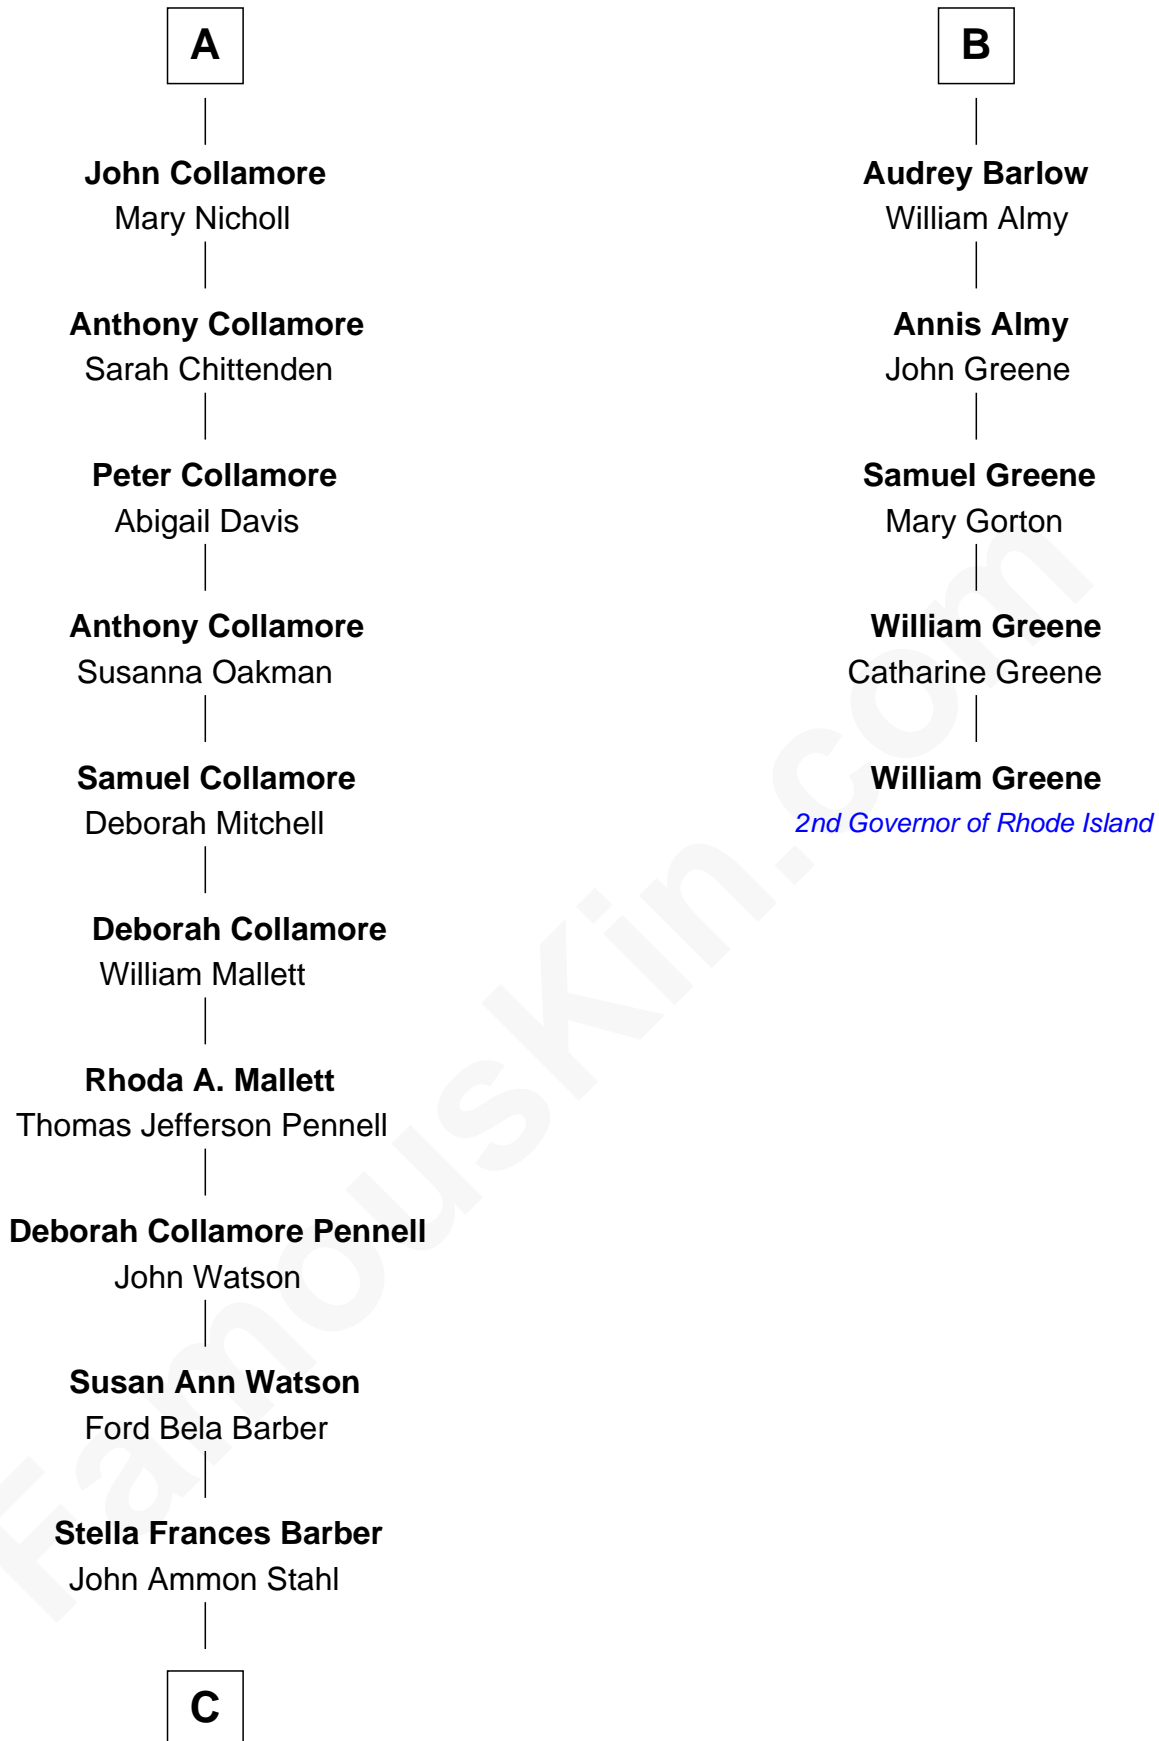 A
John Collamore
Mary Nicholl
Anthony Collamore
Sarah Chittenden
Peter Collamore
Abigail Davis
Anthony Collamore
Susanna Oakman
Samuel Collamore
Deborah Mitchell
Deborah Collamore
William Mallett
Rhoda A. Mallett
Thomas Jefferson Pennell
Deborah Collamore Pennell
John Watson
Susan Ann Watson
Ford Bela Barber
Stella Frances Barber
John Ammon Stahl
C
B
Audrey Barlow
William Almy
Annis Almy
John Greene
Samuel Greene
Mary Gorton
William Greene
Catharine Greene
William Greene
2nd Governor of Rhode Island
FamousKin.com